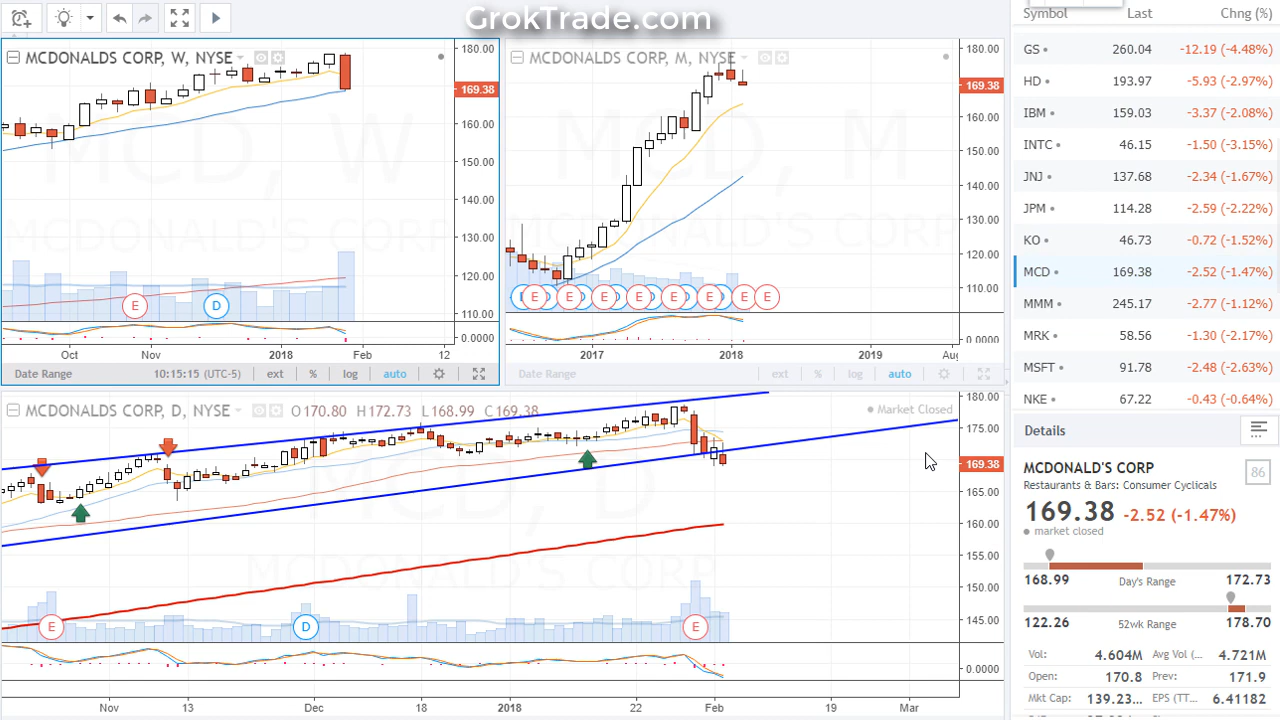 GrokTrade.com
MCDONALDS CORP, W, NYSE
180.00
169.38
160.00
150.00
140.00
130.00
120.00
110.00
0.0000
Oct Nov 2018 Feb 12
E D
Date Range 10:15:15 (UTC-5) ext % log auto
MCDONALDS CORP, M, NYSE
180.00
169.38
160.00
150.00
140.00
130.00
120.00
110.00
E E E E E E E E
0.0000
2017 2018 2019 Aug
Date Range ext % log auto
MCDONALDS CORP, D, NYSE O170.80 H172.73 L168.99 C169.38
Market Closed
180.00
175.00
169.38
165.00
160.00
155.00
150.00
145.00
E D E
0.0000
Nov 13 Dec 18 2018 22 Feb 19 Mar
MCD, W
MCD, M
MCD, D
MCDONALD'S CORP
Symbol Last Chng (%)
GS 260.04 -12.19 (-4.48%)
HD 193.97 -5.93 (-2.97%)
IBM 159.03 -3.37 (-2.08%)
INTC 46.15 -1.50 (-3.15%)
JNJ 137.68 -2.34 (-1.67%)
JPM 114.28 -2.59 (-2.22%)
KO 46.73 -0.72 (-1.52%)
MCD 169.38 -2.52 (-1.47%)
MMM 245.17 -2.77 (-1.12%)
MRK 58.56 -1.30 (-2.17%)
MSFT 91.78 -2.48 (-2.63%)
NKE 67.22 -0.43 (-0.64%)
Details
MCDONALD'S CORP 86
Restaurants & Bars: Consumer Cyclicals
169.38 -2.52 (-1.47%)
market closed
168.99 Day's Range 172.73
122.26 52wk Range 178.70
Vol: 4.604M Avg Vol (... 4.721M
Open: 170.8 Prev: 171.9
Mkt Cap: 139.23... EPS (TT... 6.41182